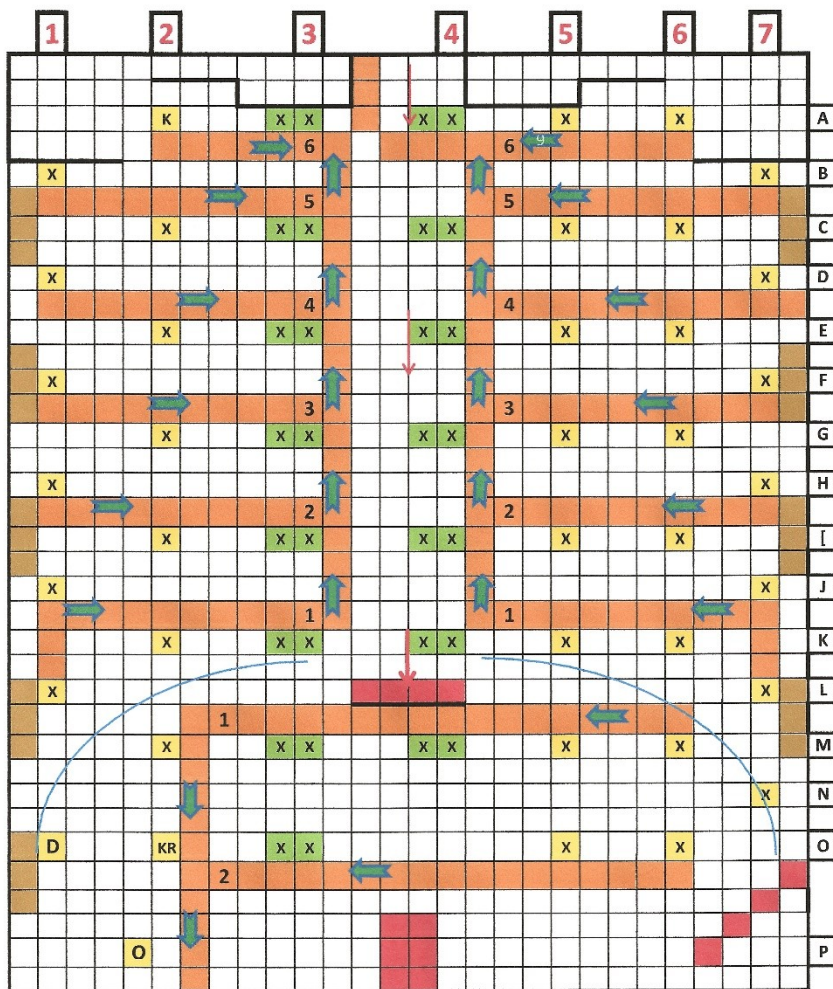 1 2 3 4 5 6 7
K X X X X X X A
6 6 9
X X B
5 5
X X X X X X X C
X X D
4 4
X X X X X X X E
X X F
3 3
X X X X X X X G
X X H
2 2
X X X X X X X [
X X J
1 1
X X X X X X X K
X X L
1
X X X X X X X M
X N
D KR X X X X O
2
O P